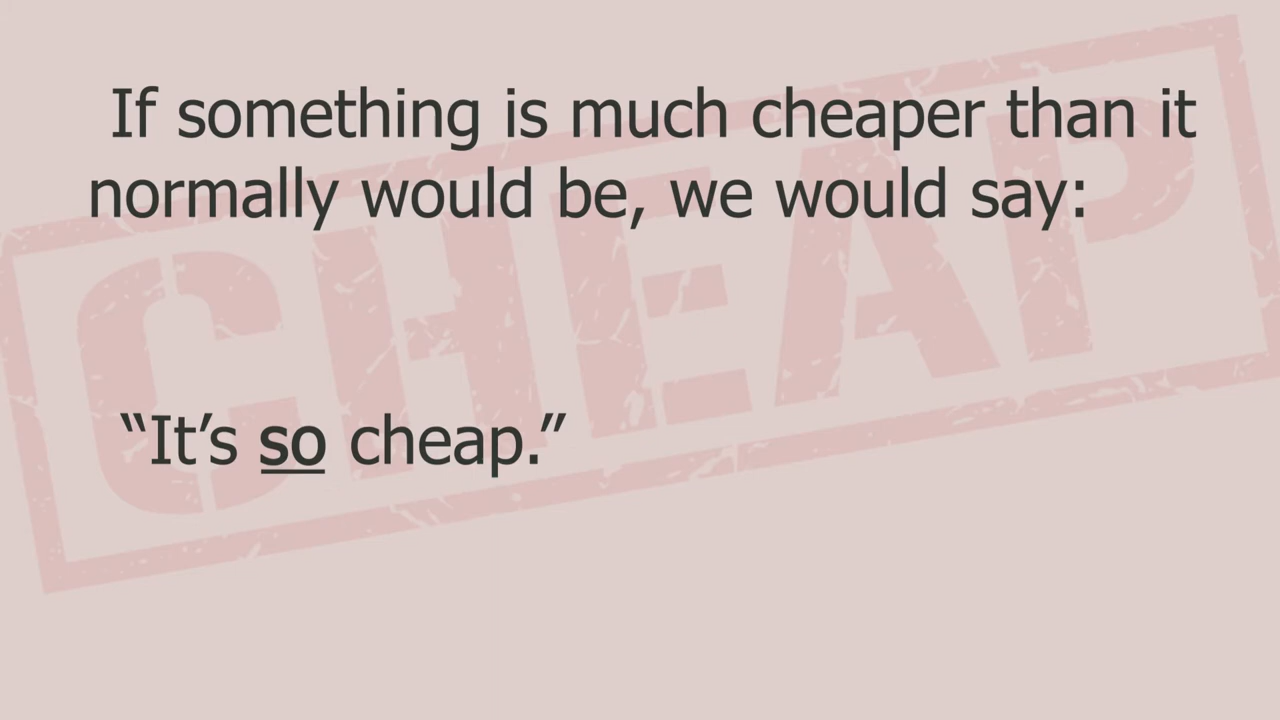 CHEAP
If something is much cheaper than it
normally would be, we would say:
“It’s so cheap.”